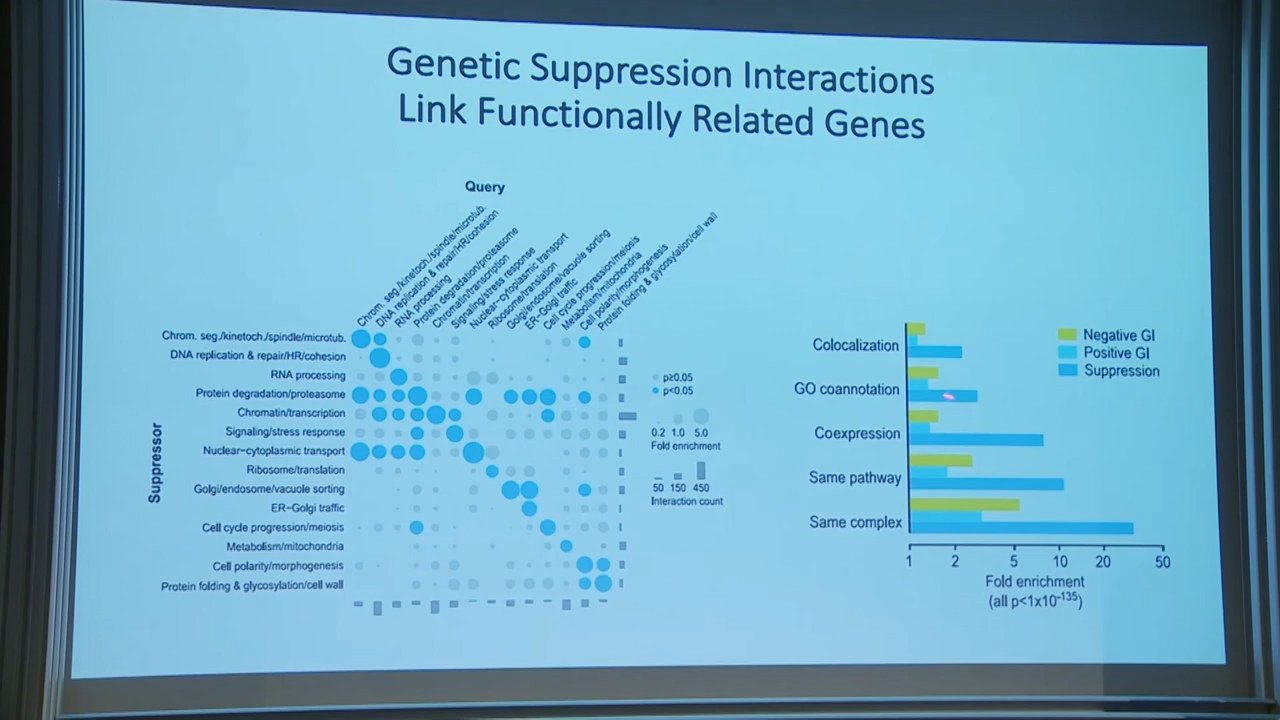 Genetic Suppression Interactions
Link Functionally Related Genes
Query
Chrom. seg./kinetoch./spindle/microtub.
DNA replication & repair/HR/cohesion
RNA processing
Protein degradation/proteasome
Chromatin/transcription
Signaling/stress response
Nuclear-cytoplasmic transport
Ribosome/translation
Golgi/endosome/vacuole sorting
ER-Golgi traffic
Cell cycle progression/meiosis
Metabolism/mitochondria
Cell polarity/morphogenesis
Protein folding & glycosylation/cell wall
Suppressor
Chrom. seg./kinetoch./spindle/microtub.
DNA replication & repair/HR/cohesion
RNA processing
Protein degradation/proteasome
Chromatin/transcription
Signaling/stress response
Nuclear-cytoplasmic transport
Ribosome/translation
Golgi/endosome/vacuole sorting
ER-Golgi traffic
Cell cycle progression/meiosis
Metabolism/mitochondria
Cell polarity/morphogenesis
Protein folding & glycosylation/cell wall
p≥0.05
p<0.05
0.2 1.0 5.0
Fold enrichment
50 150 450
Interaction count
Negative GI
Positive GI
Suppression
Colocalization
GO coannotation
Coexpression
Same pathway
Same complex
1 2 5 10 20 50
Fold enrichment
(all p<1x10⁻¹³⁵)